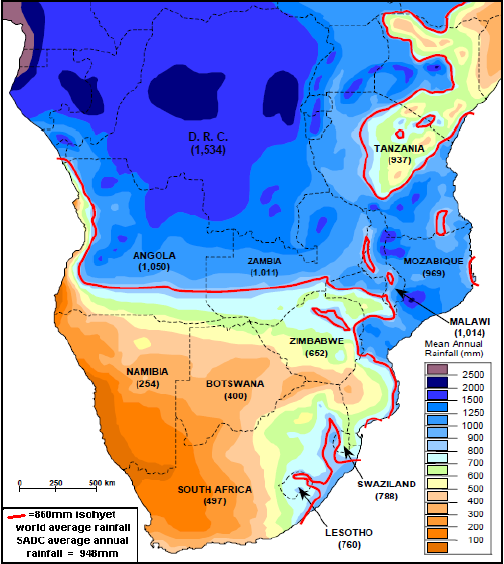 D. R. C.
(1,534)
TANZANIA
(937)
ANGOLA
(1,050)
ZAMBIA
(1.011)
MOZABIQUE
(969)
MALAWI
(1,014)
ZIMBABWE
(652)
NAMIBIA
(254)
BOTSWANA
(400)
SOUTH AFRICA
(497)
SWAZILAND
(788)
LESOTHO
(760)
Mean Annual
Rainfall (mm)
2500
2000
1500
1250
1000
900
800
700
600
500
400
300
200
100
0 250 500 km
=860mm isohyet
world average rainfall
SADC average annual
rainfall = 948mm